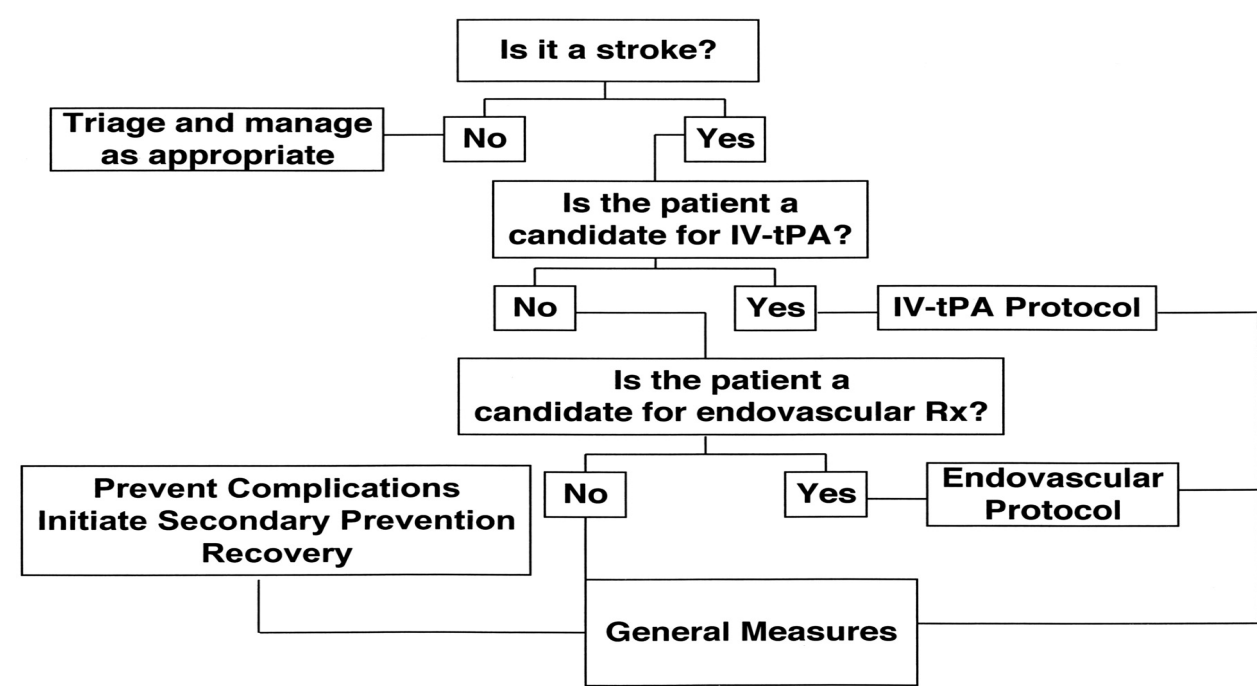 Is it a stroke?
Triage and manage
as appropriate
No
Yes
Is the patient a
candidate for IV-tPA?
No
Yes
IV-tPA Protocol
Is the patient a
candidate for endovascular Rx?
Prevent Complications
Initiate Secondary Prevention
Recovery
No
Yes
Endovascular
Protocol
General Measures